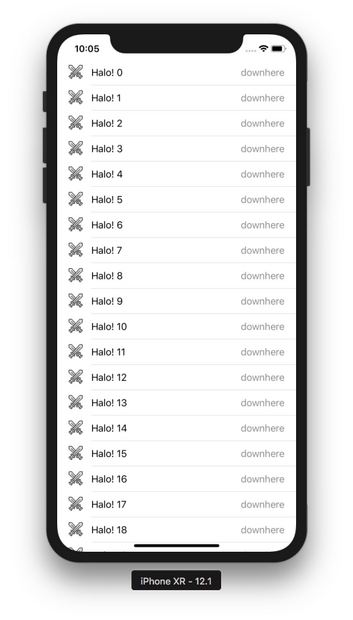 10:05
Halo! 0 downhere
Halo! 1 downhere
Halo! 2 downhere
Halo! 3 downhere
Halo! 4 downhere
Halo! 5 downhere
Halo! 6 downhere
Halo! 7 downhere
Halo! 8 downhere
Halo! 9 downhere
Halo! 10 downhere
Halo! 11 downhere
Halo! 12 downhere
Halo! 13 downhere
Halo! 14 downhere
Halo! 15 downhere
Halo! 16 downhere
Halo! 17 downhere
Halo! 18 downhere
iPhone XR - 12.1